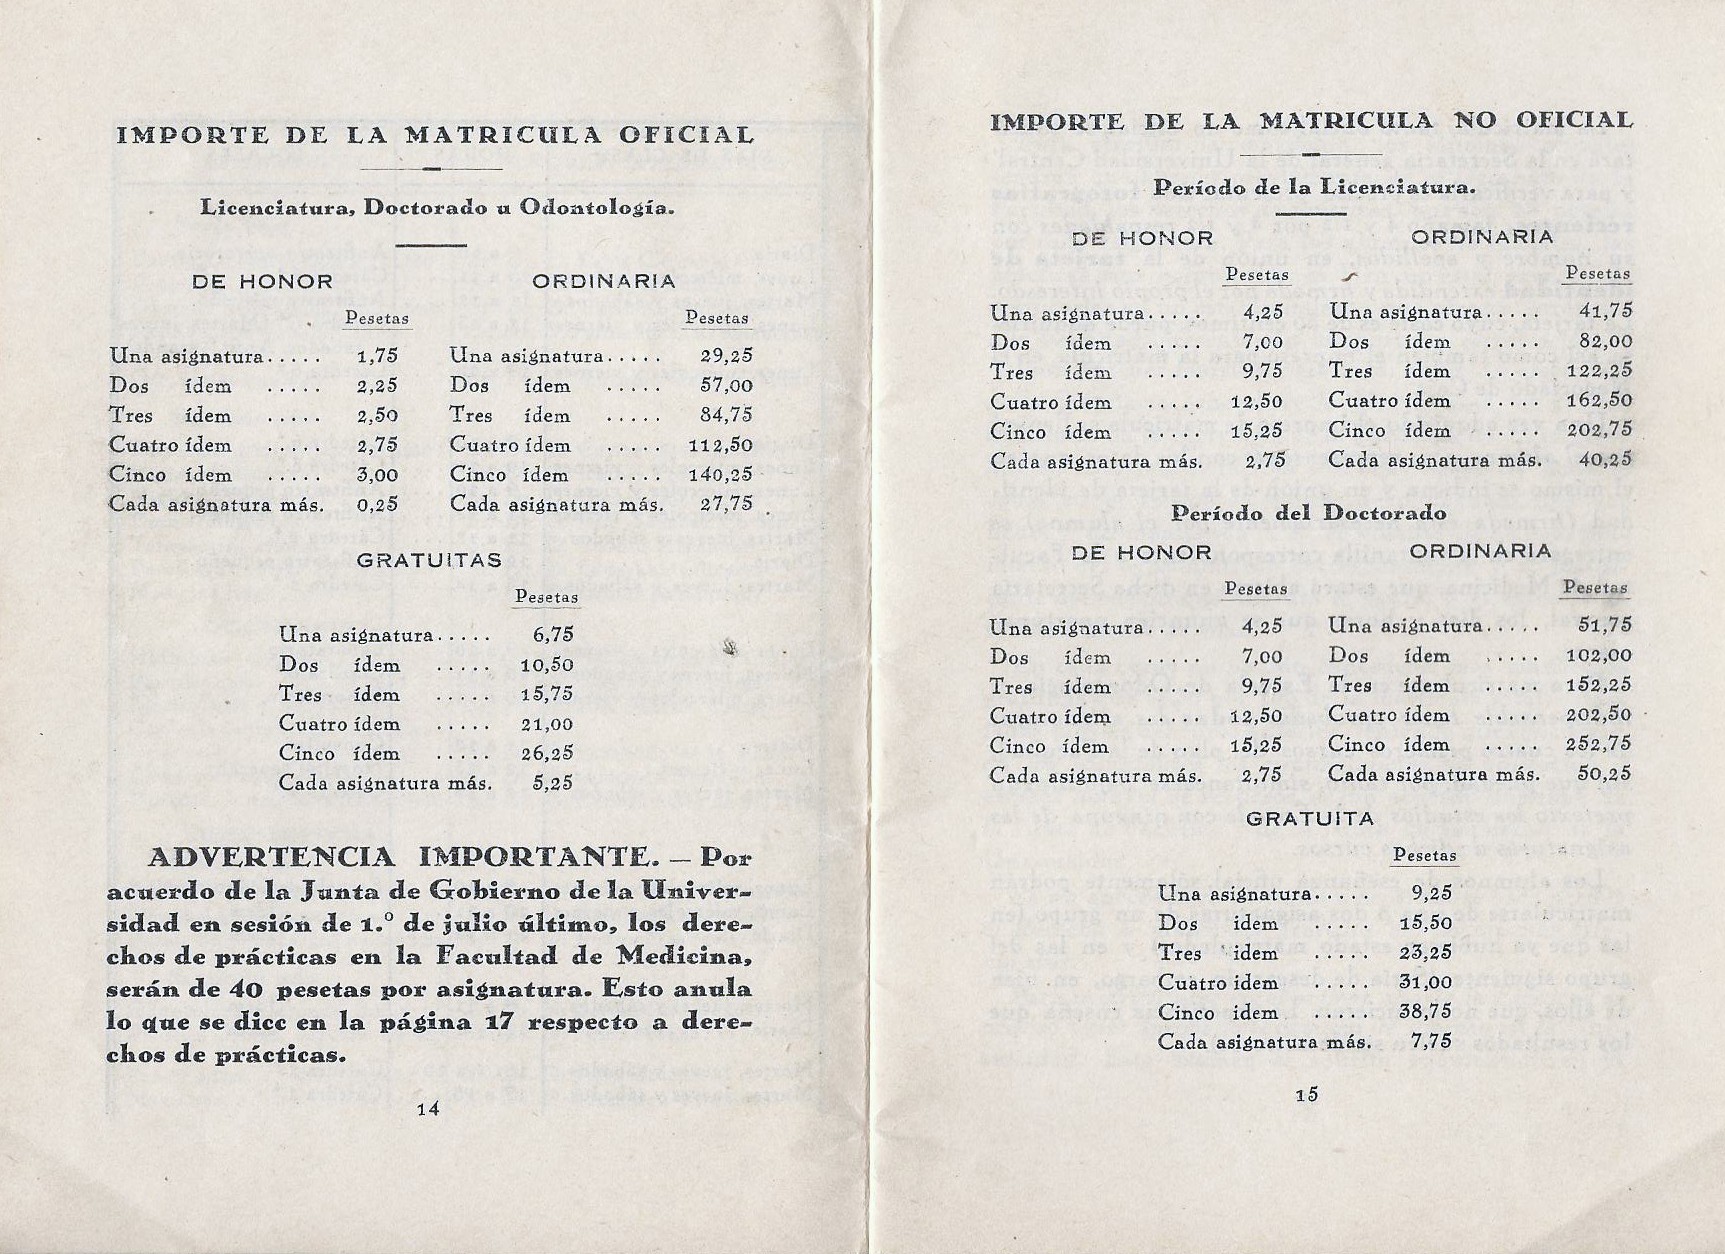 IMPORTE DE LA MATRICULA OFICIAL
Licenciatura, Doctorado u Odontología.
DE HONOR
Pesetas
Una asignatura..... 1,75
Dos ídem ..... 2,25
Tres ídem ..... 2,50
Cuatro ídem ..... 2,75
Cinco ídem ..... 3,00
Cada asignatura más. 0,25
ORDINARIA
Pesetas
Una asignatura..... 29,25
Dos ídem ..... 57,00
Tres ídem ..... 84,75
Cuatro ídem ..... 112,50
Cinco ídem ..... 140,25
Cada asignatura más. 27,75
GRATUITAS
Pesetas
Una asignatura..... 6,75
Dos ídem ..... 10,50
Tres ídem ..... 15,75
Cuatro ídem ..... 21,00
Cinco ídem ..... 26,25
Cada asignatura más. 5,25
ADVERTENCIA IMPORTANTE. — Por
acuerdo de la Junta de Gobierno de la Univer-
sidad en sesión de 1.º de julio último, los dere-
chos de prácticas en la Facultad de Medicina,
serán de 40 pesetas por asignatura. Esto anula
lo que se dice en la página 17 respecto a dere-
chos de prácticas.
14
IMPORTE DE LA MATRICULA NO OFICIAL
Período de la Licenciatura.
DE HONOR
Pesetas
Una asignatura..... 4,25
Dos ídem ..... 7,00
Tres ídem ..... 9,75
Cuatro ídem ..... 12,50
Cinco ídem ..... 15,25
Cada asignatura más. 2,75
ORDINARIA
Pesetas
Una asignatura..... 41,75
Dos ídem ..... 82,00
Tres ídem ..... 122,25
Cuatro ídem ..... 162,50
Cinco ídem ..... 202,75
Cada asignatura más. 40,25
Período del Doctorado
DE HONOR
Pesetas
Una asignatura..... 4,25
Dos ídem ..... 7,00
Tres ídem ..... 9,75
Cuatro ídem ..... 12,50
Cinco ídem ..... 15,25
Cada asignatura más. 2,75
ORDINARIA
Pesetas
Una asignatura..... 51,75
Dos ídem ..... 102,00
Tres ídem ..... 152,25
Cuatro ídem ..... 202,50
Cinco ídem ..... 252,75
Cada asignatura más. 50,25
GRATUITA
Pesetas
Una asignatura..... 9,25
Dos idem ..... 15,50
Tres idem ..... 23,25
Cuatro idem ..... 31,00
Cinco idem ..... 38,75
Cada asignatura más. 7,75
15